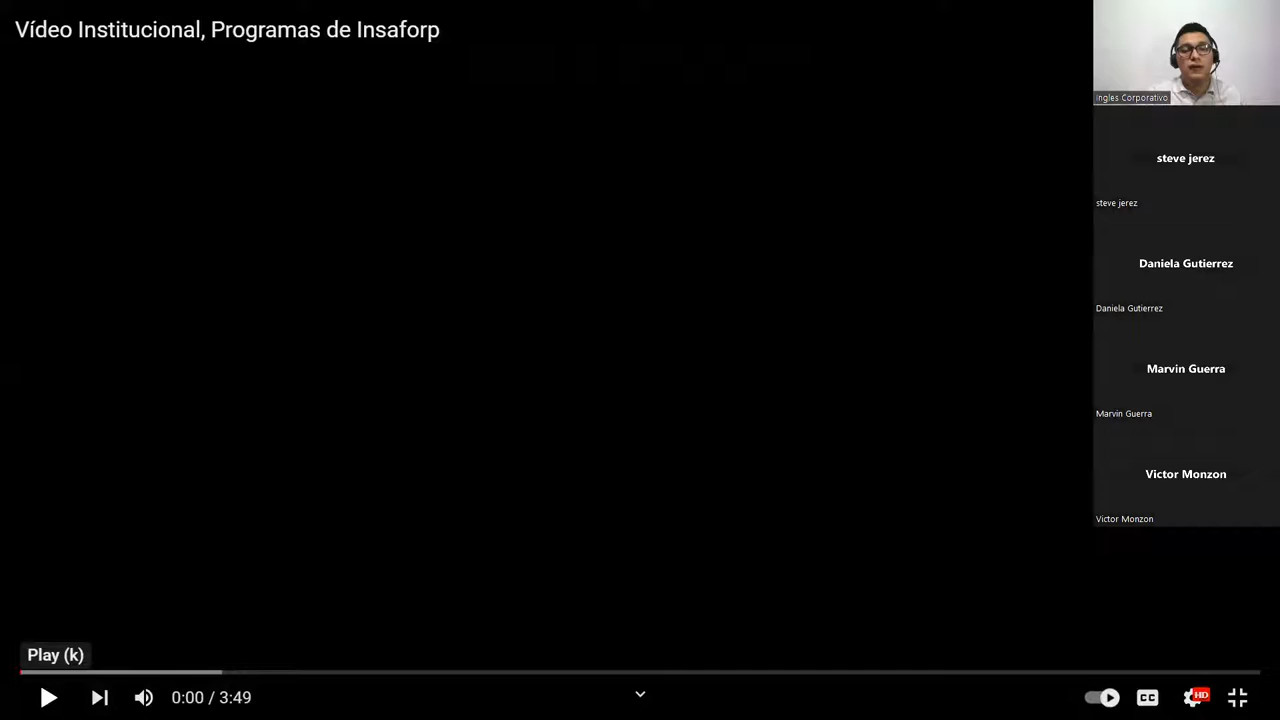 Vídeo Institucional, Programas de Insaforp
Ingles Corporativo
steve jerez
steve jerez
Daniela Gutierrez
Daniela Gutierrez
Marvin Guerra
Marvin Guerra
Victor Monzon
Victor Monzon
Play (k)
0:00 / 3:49
CC
HD